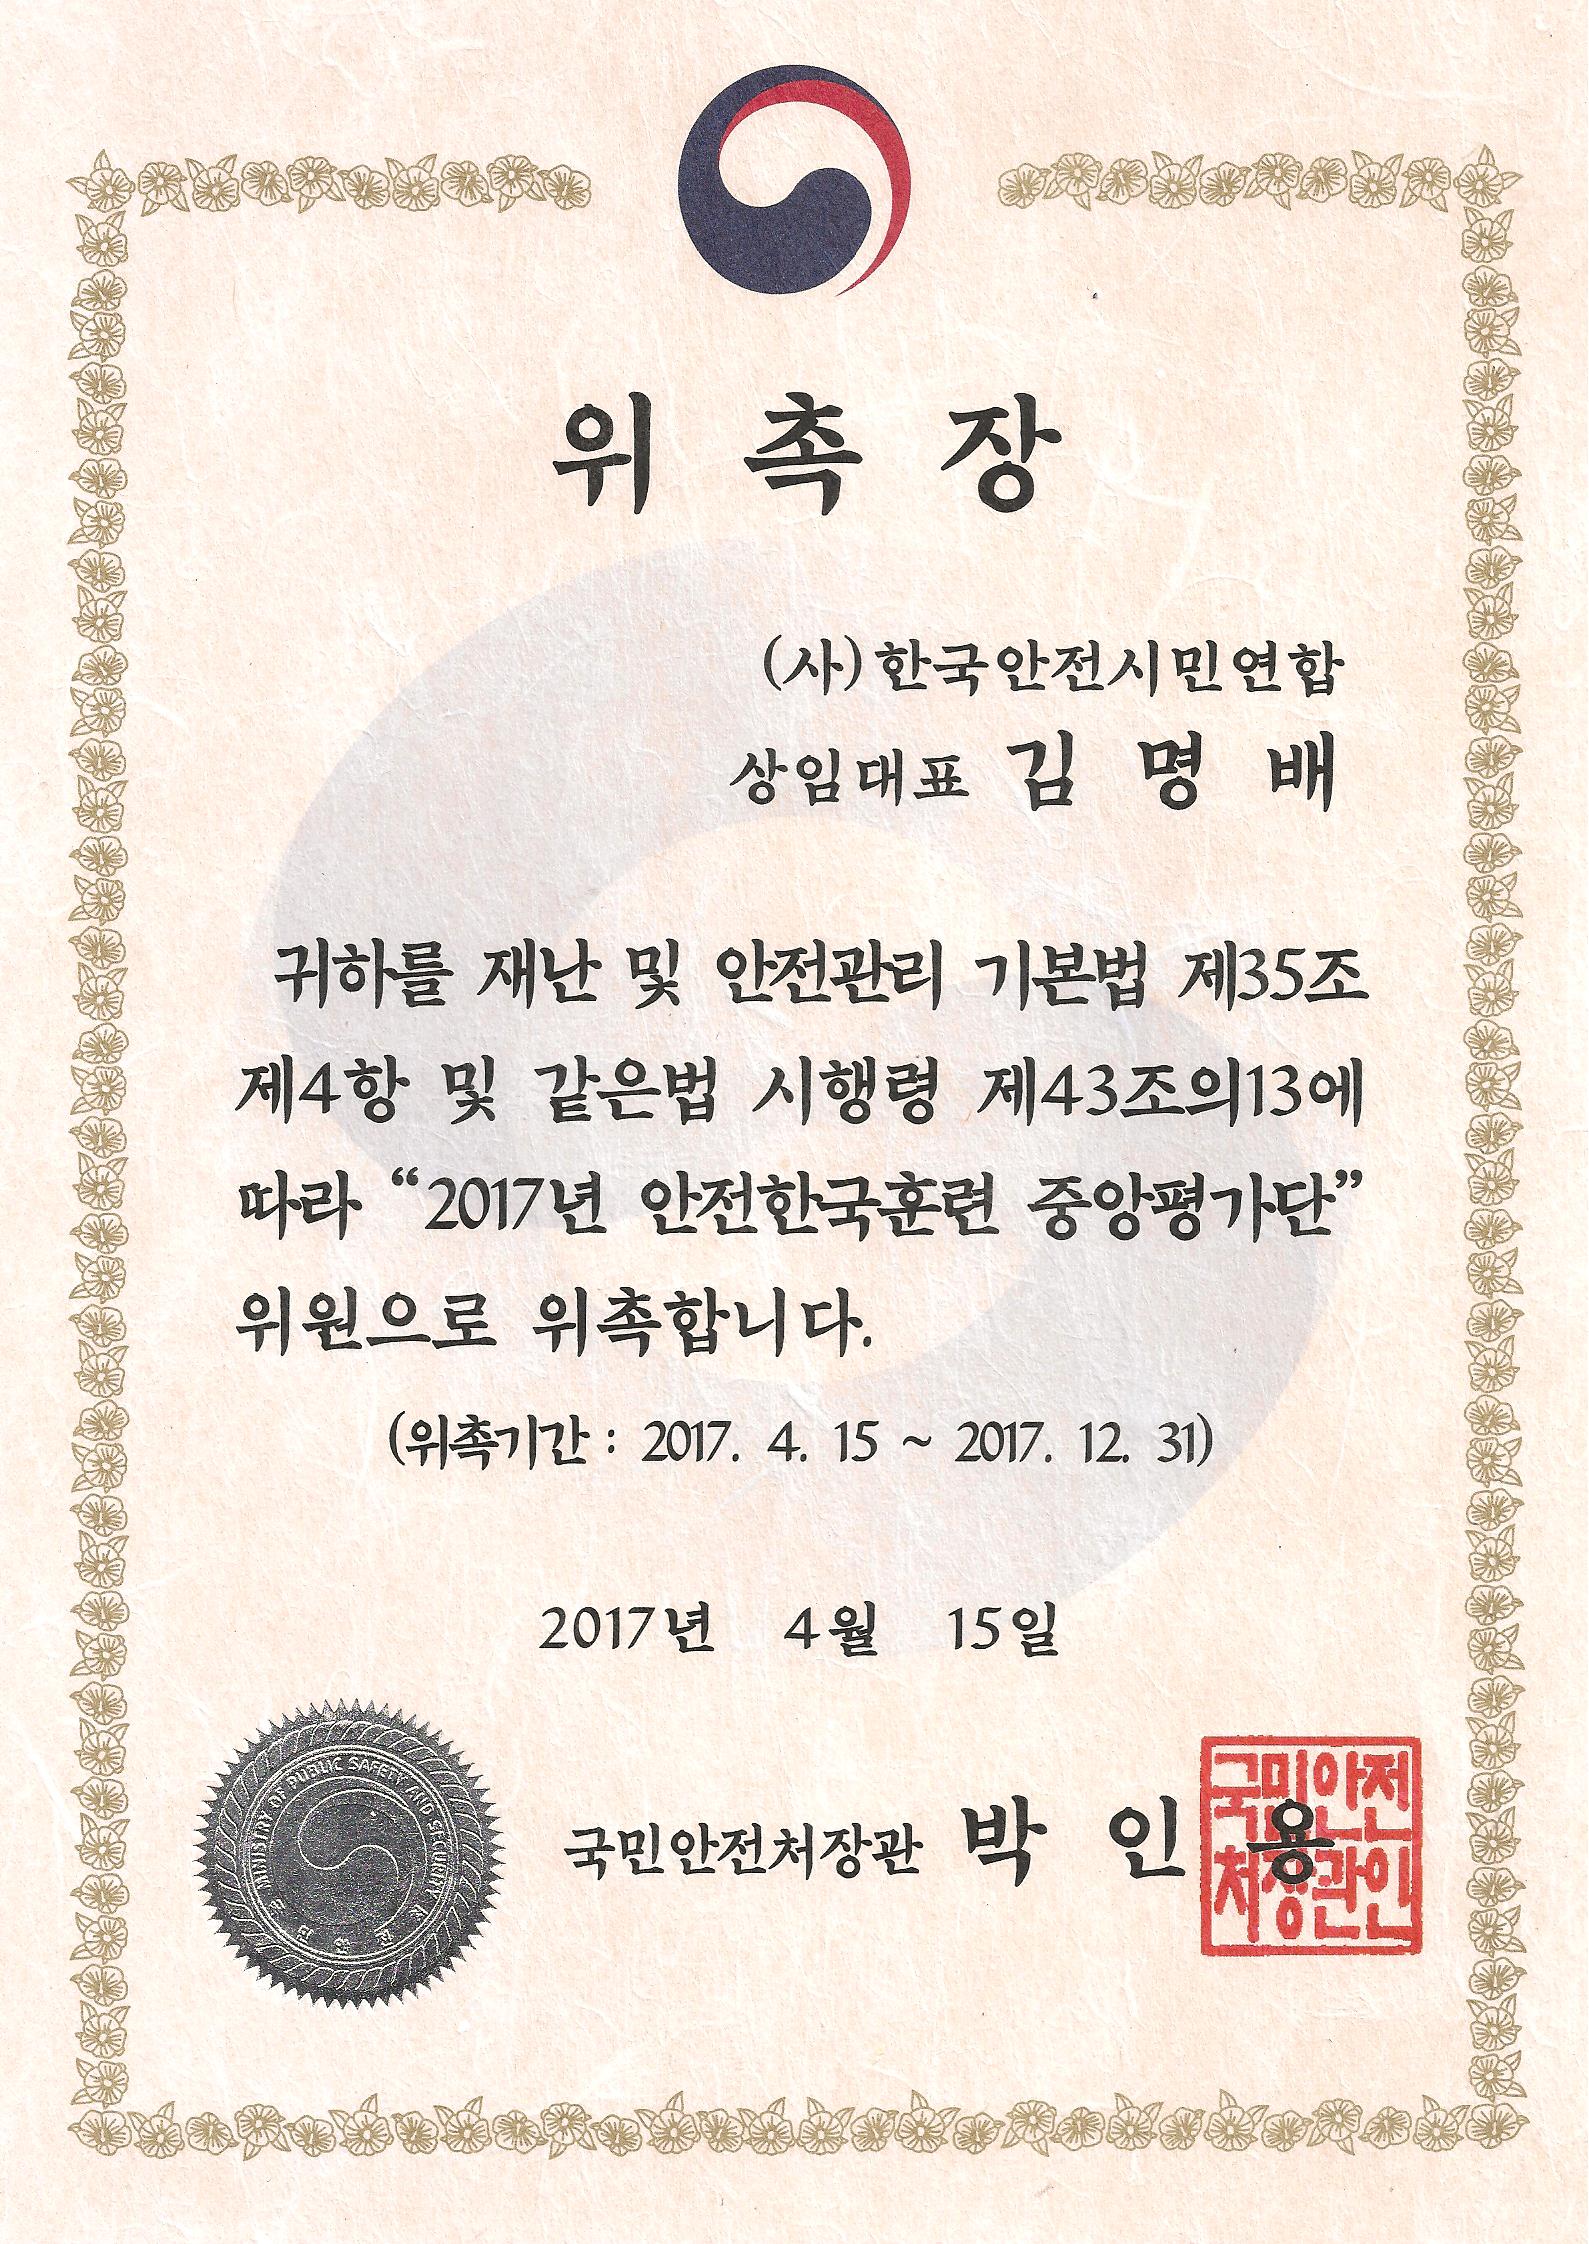 위 촉 장
(사)한국안전시민연합
상임대표 김 명 배
귀하를 재난 및 안전관리 기본법 제35조
제4항 및 같은법 시행령 제43조의13에
따라 “2017년 안전한국훈련 중앙평가단”
위원으로 위촉합니다.
(위촉기간 : 2017. 4. 15 ~ 2017. 12. 31)
2017년 4월 15일
MINISTRY OF PUBLIC SAFETY AND SECURITY
국민안전처장관 박 인 용
국민안전
처장관인